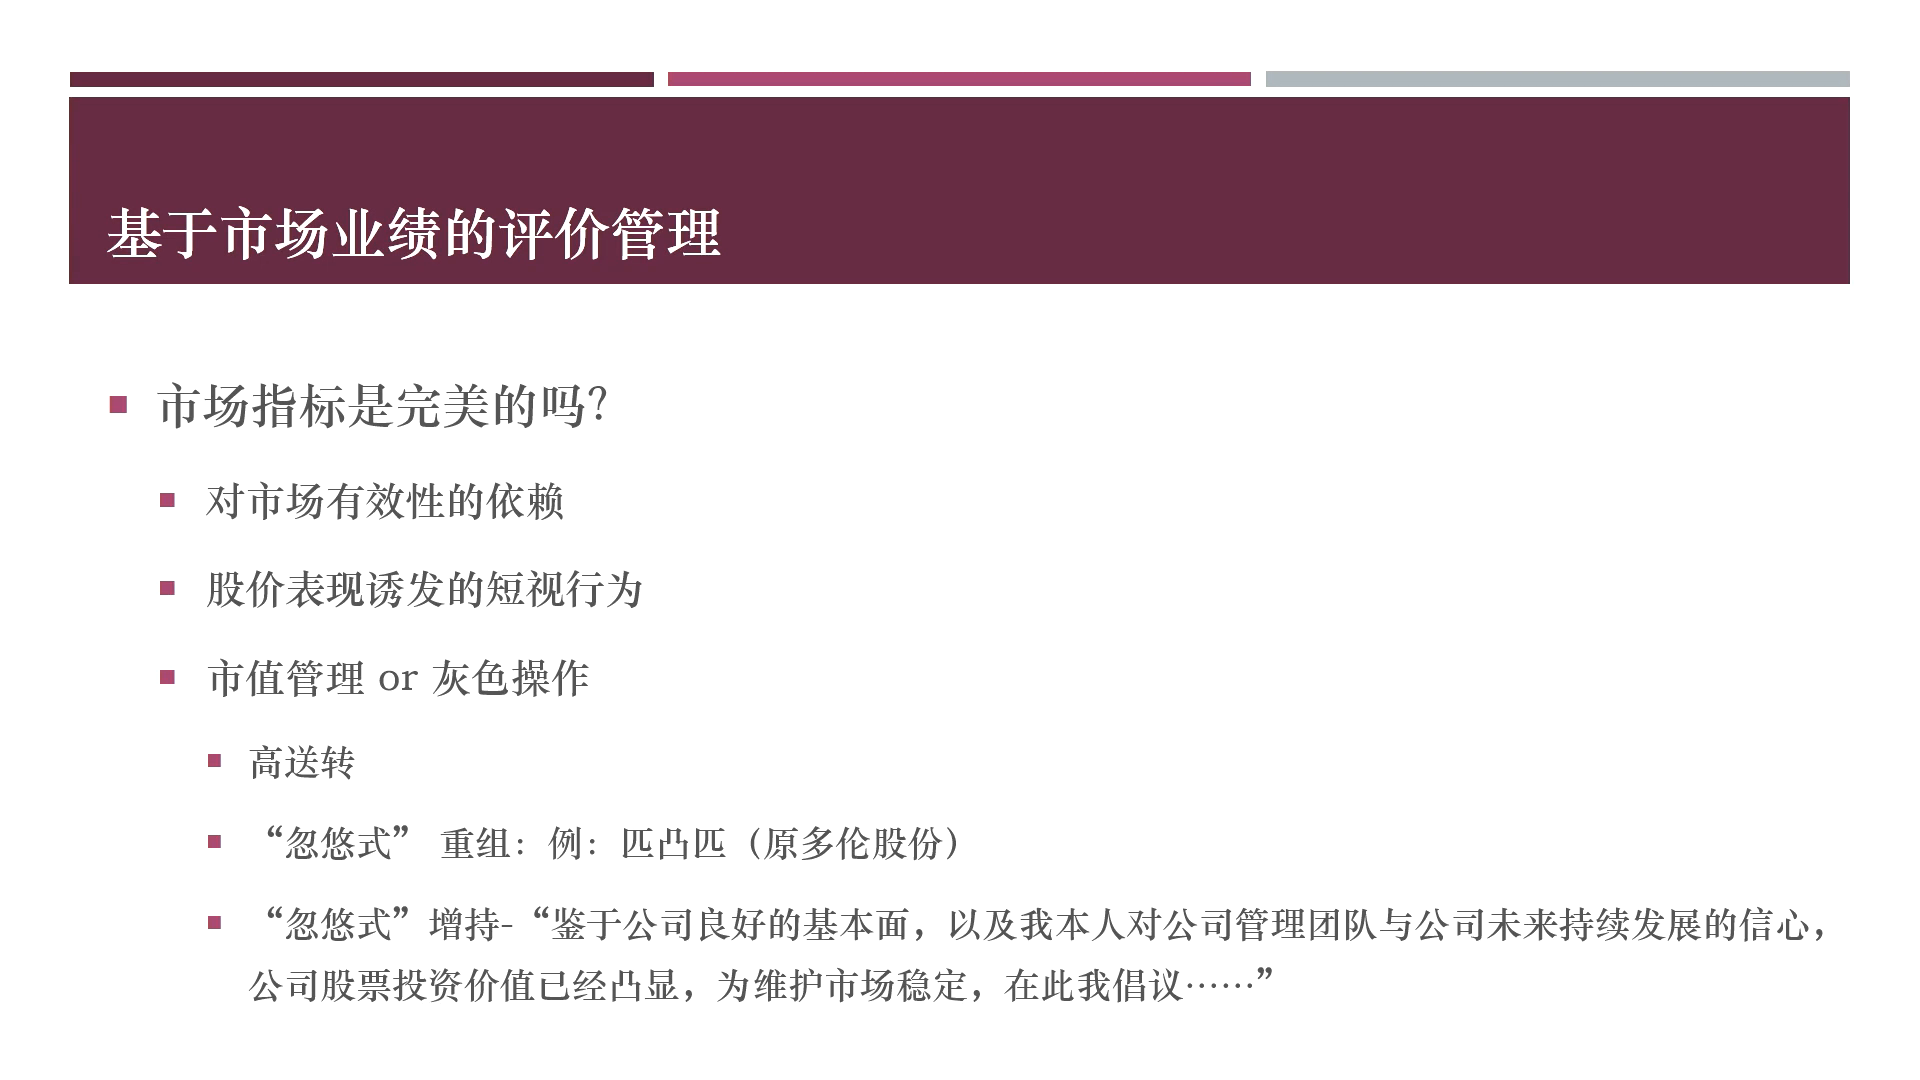 基于市场业绩的评价管理
市场指标是完美的吗？
对市场有效性的依赖
股价表现诱发的短视行为
市值管理 or 灰色操作
高送转
“忽悠式” 重组：例：匹凸匹（原多伦股份）
“忽悠式”增持-“鉴于公司良好的基本面，以及我本人对公司管理团队与公司未来持续发展的信心，
公司股票投资价值已经凸显，为维护市场稳定，在此我倡议……”